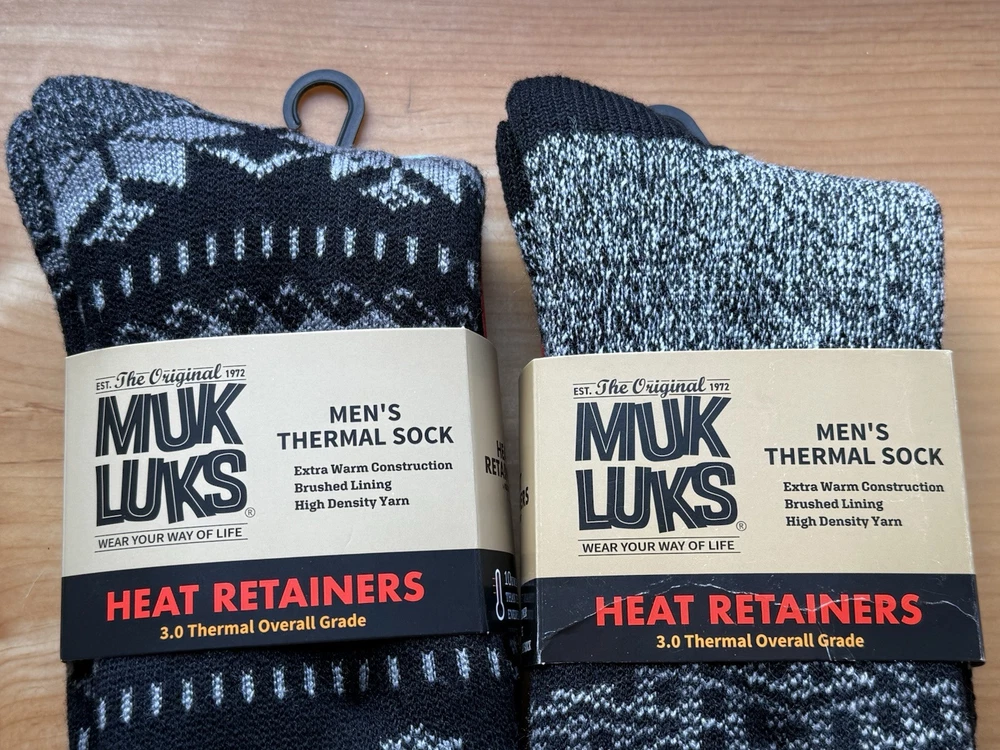 EST. The Original 1972
MUK
LUKS®
WEAR YOUR WAY OF LIFE
MEN'S
THERMAL SOCK
Extra Warm Construction
Brushed Lining
High Density Yarn
HEAT RETAINERS
3.0 Thermal Overall Grade
EST. The Original 1972
MUK
LUKS®
WEAR YOUR WAY OF LIFE
MEN'S
THERMAL SOCK
Extra Warm Construction
Brushed Lining
High Density Yarn
HEAT RETAINERS
3.0 Thermal Overall Grade